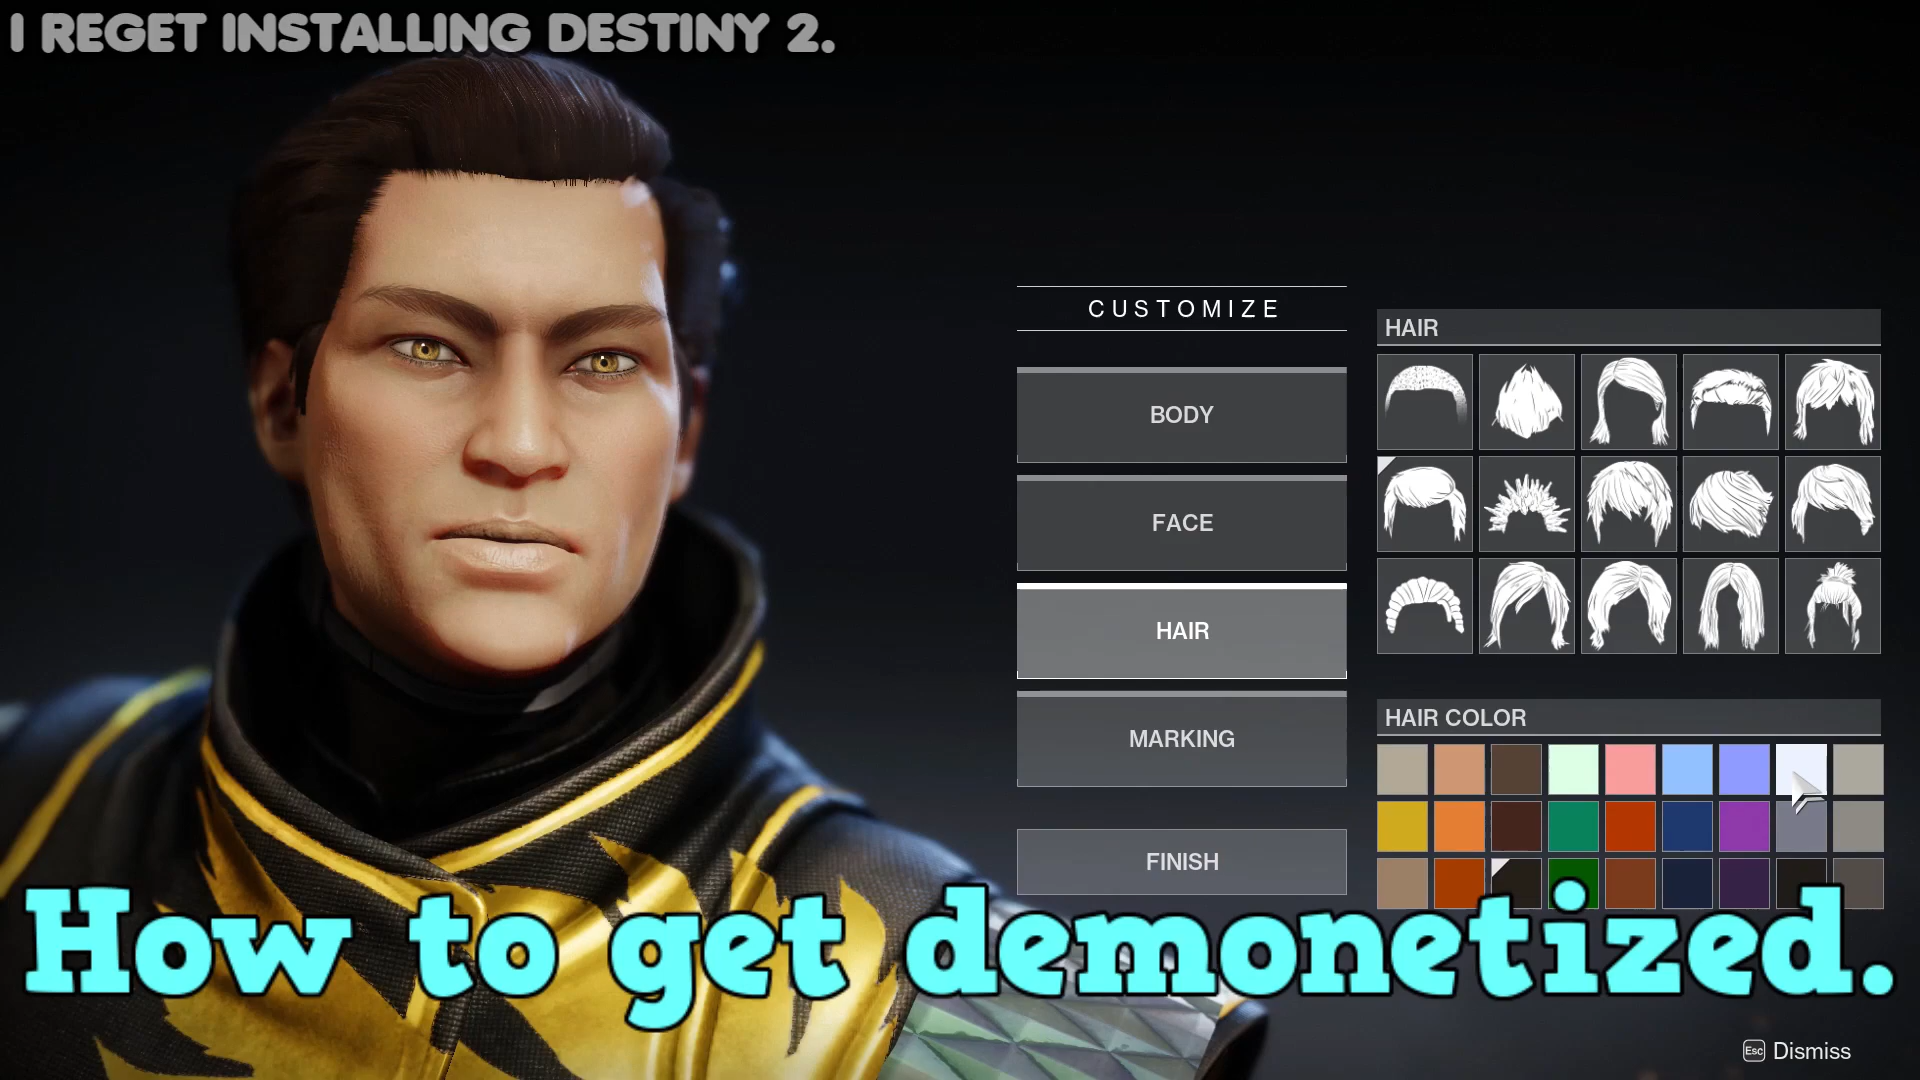 I REGET INSTALLING DESTINY 2.
CUSTOMIZE
BODY
FACE
HAIR
MARKING
FINISH
HAIR
HAIR COLOR
How to get demonetized.
Esc Dismiss